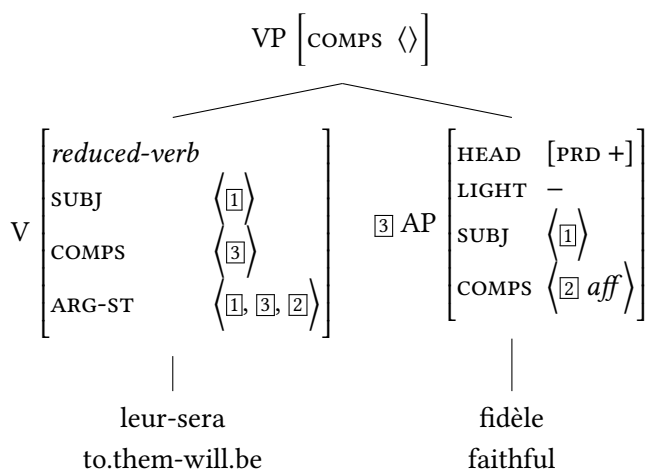 VP [COMPS ⟨⟩]
V [reduced-verb
SUBJ ⟨[1]⟩
COMPS ⟨[3]⟩
ARG-ST ⟨[1], [3], [2]⟩]
[3] AP [HEAD [PRD +]
LIGHT –
SUBJ ⟨[1]⟩
COMPS ⟨[2] aff⟩]
leur-sera
to.them-will.be
fidèle
faithful